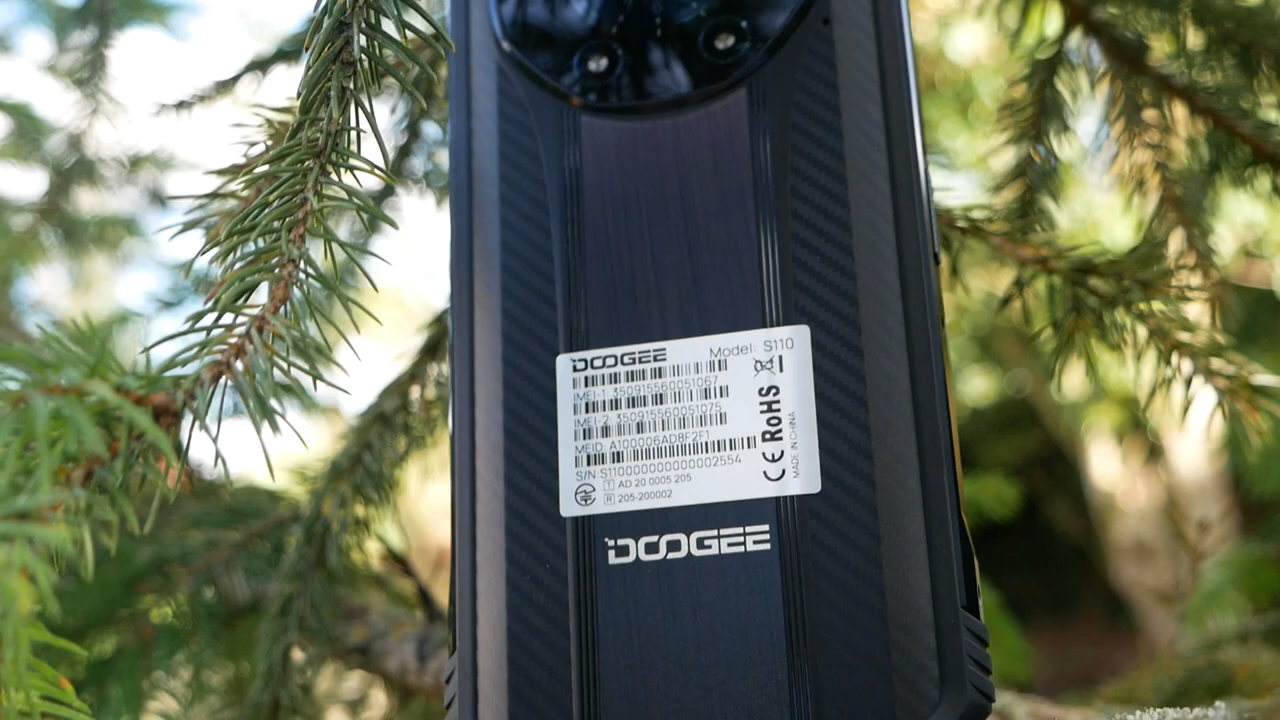 DOOGEE Model: S110
IMEI-1 350915560051067
IMEI-2 350915560051075
MEID: A100006AD8F2F1
S/N:S1100000000000002554
T AD 20 0005 205
R 205-200002
CE RoHS
MADE IN CHINA
DOOGEE